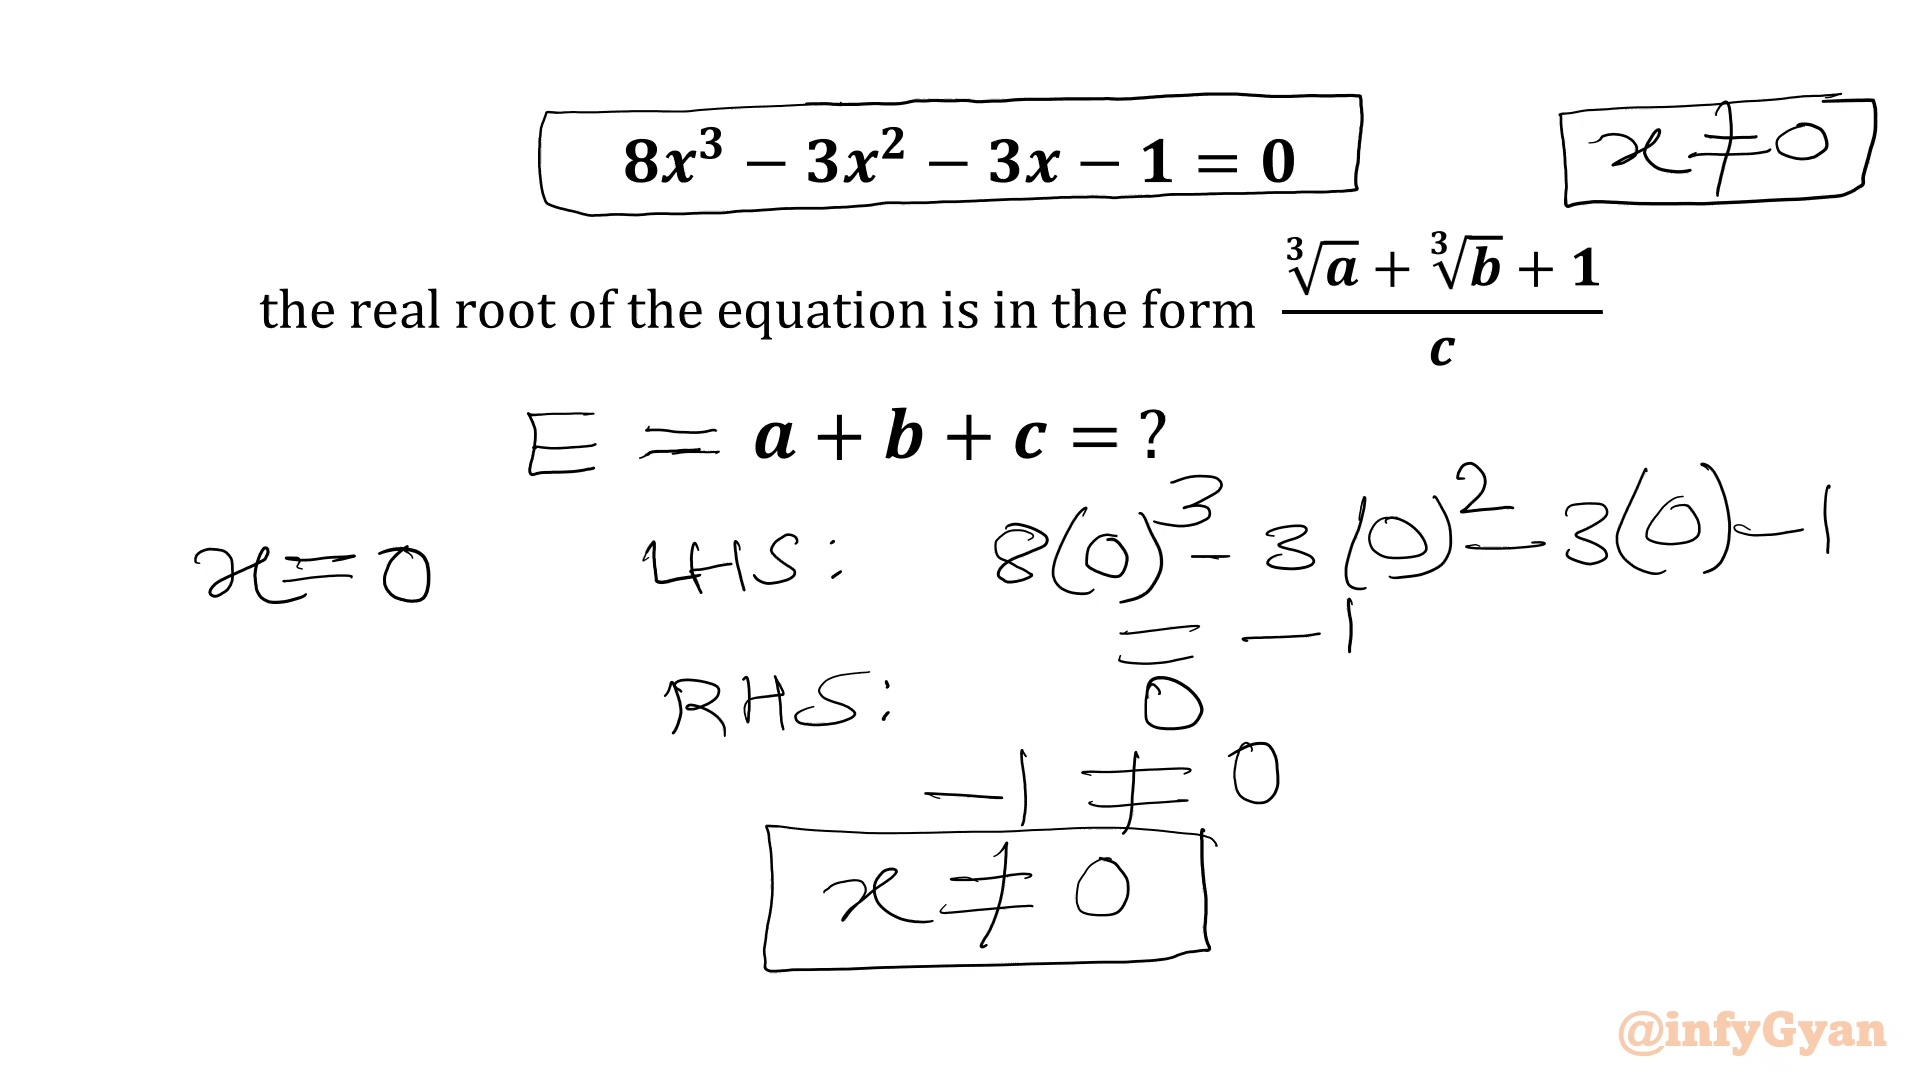 8x³ − 3x² − 3x − 1 = 0
x ≠ 0
the real root of the equation is in the form (∛a + ∛b + 1)/c
E = a + b + c = ?
x = 0 LHS: 8(0)³ − 3(0)² − 3(0) − 1
= −1
RHS: 0
−1 ≠ 0
x ≠ 0
@infyGyan